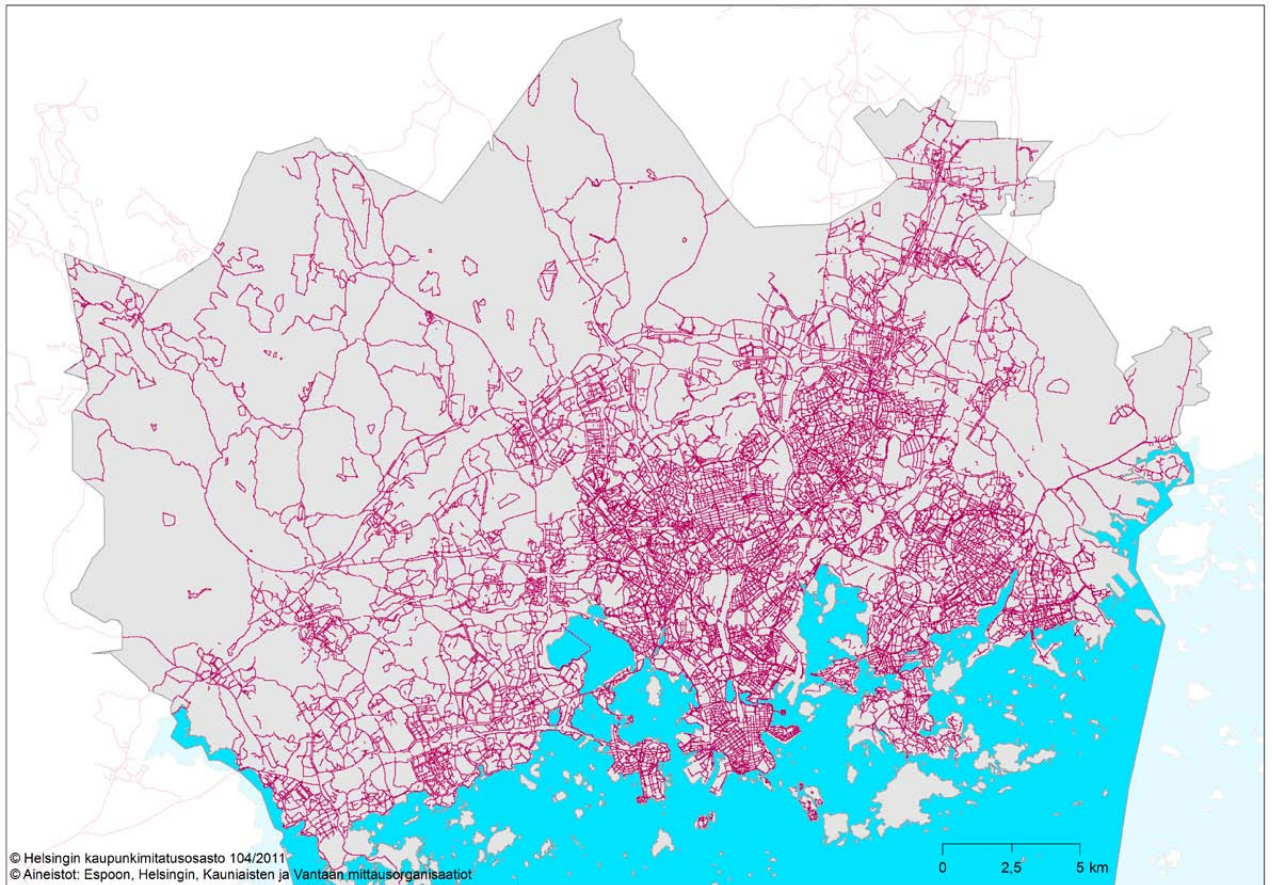 © Helsingin kaupunkimitatusosasto 104/2011
© Aineistot: Espoon, Helsingin, Kauniaisten ja Vantaan mittausorganisaatiot
0 2,5 5 km